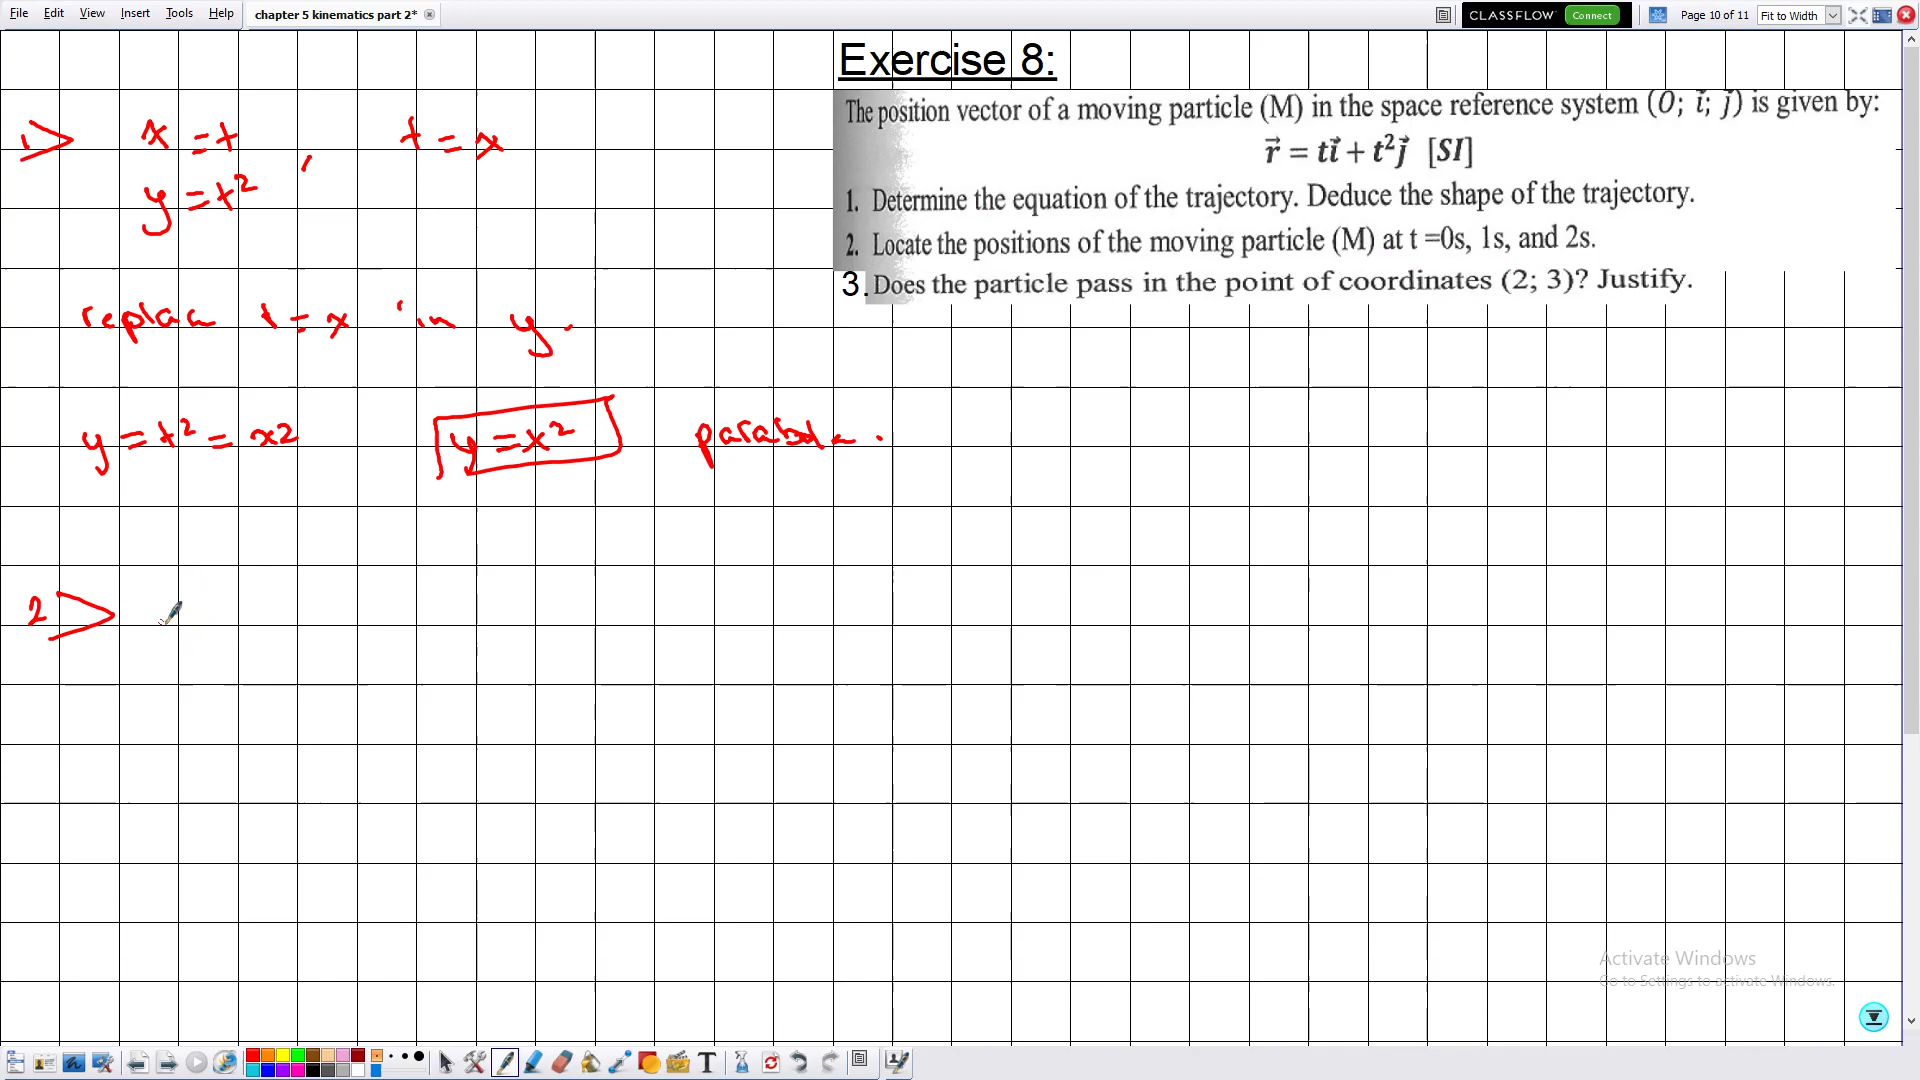 File Edit View Insert Tools Help chapter 5 kinematics part 2* CLASSFLOW Connect Page 10 of 11 Fit to Width
Exercise 8:
The position vector of a moving particle (M) in the space reference system (O; i⃗; j⃗) is given by:
r⃗ = ti⃗ + t²j⃗ [SI]
1. Determine the equation of the trajectory. Deduce the shape of the trajectory.
2. Locate the positions of the moving particle (M) at t =0s, 1s, and 2s.
3. Does the particle pass in the point of coordinates (2; 3)? Justify.
1> x = t , t = x
y = t²
replace t = x in y.
y = t² = x2 y = x² parabola.
2>
Activate Windows
Go to Settings to activate Windows.
T